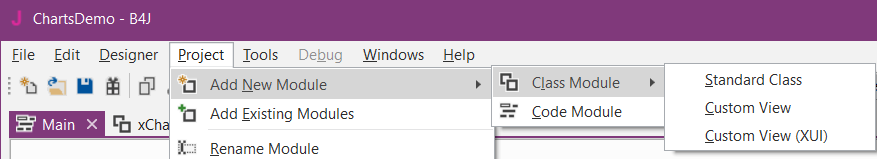 J ChartsDemo - B4J
File Edit Designer Project Tools Debug Windows Help
Add New Module
Class Module
Standard Class
Add Existing Modules
Code Module
Custom View
Main X xCha
Rename Module
Custom View (XUI)